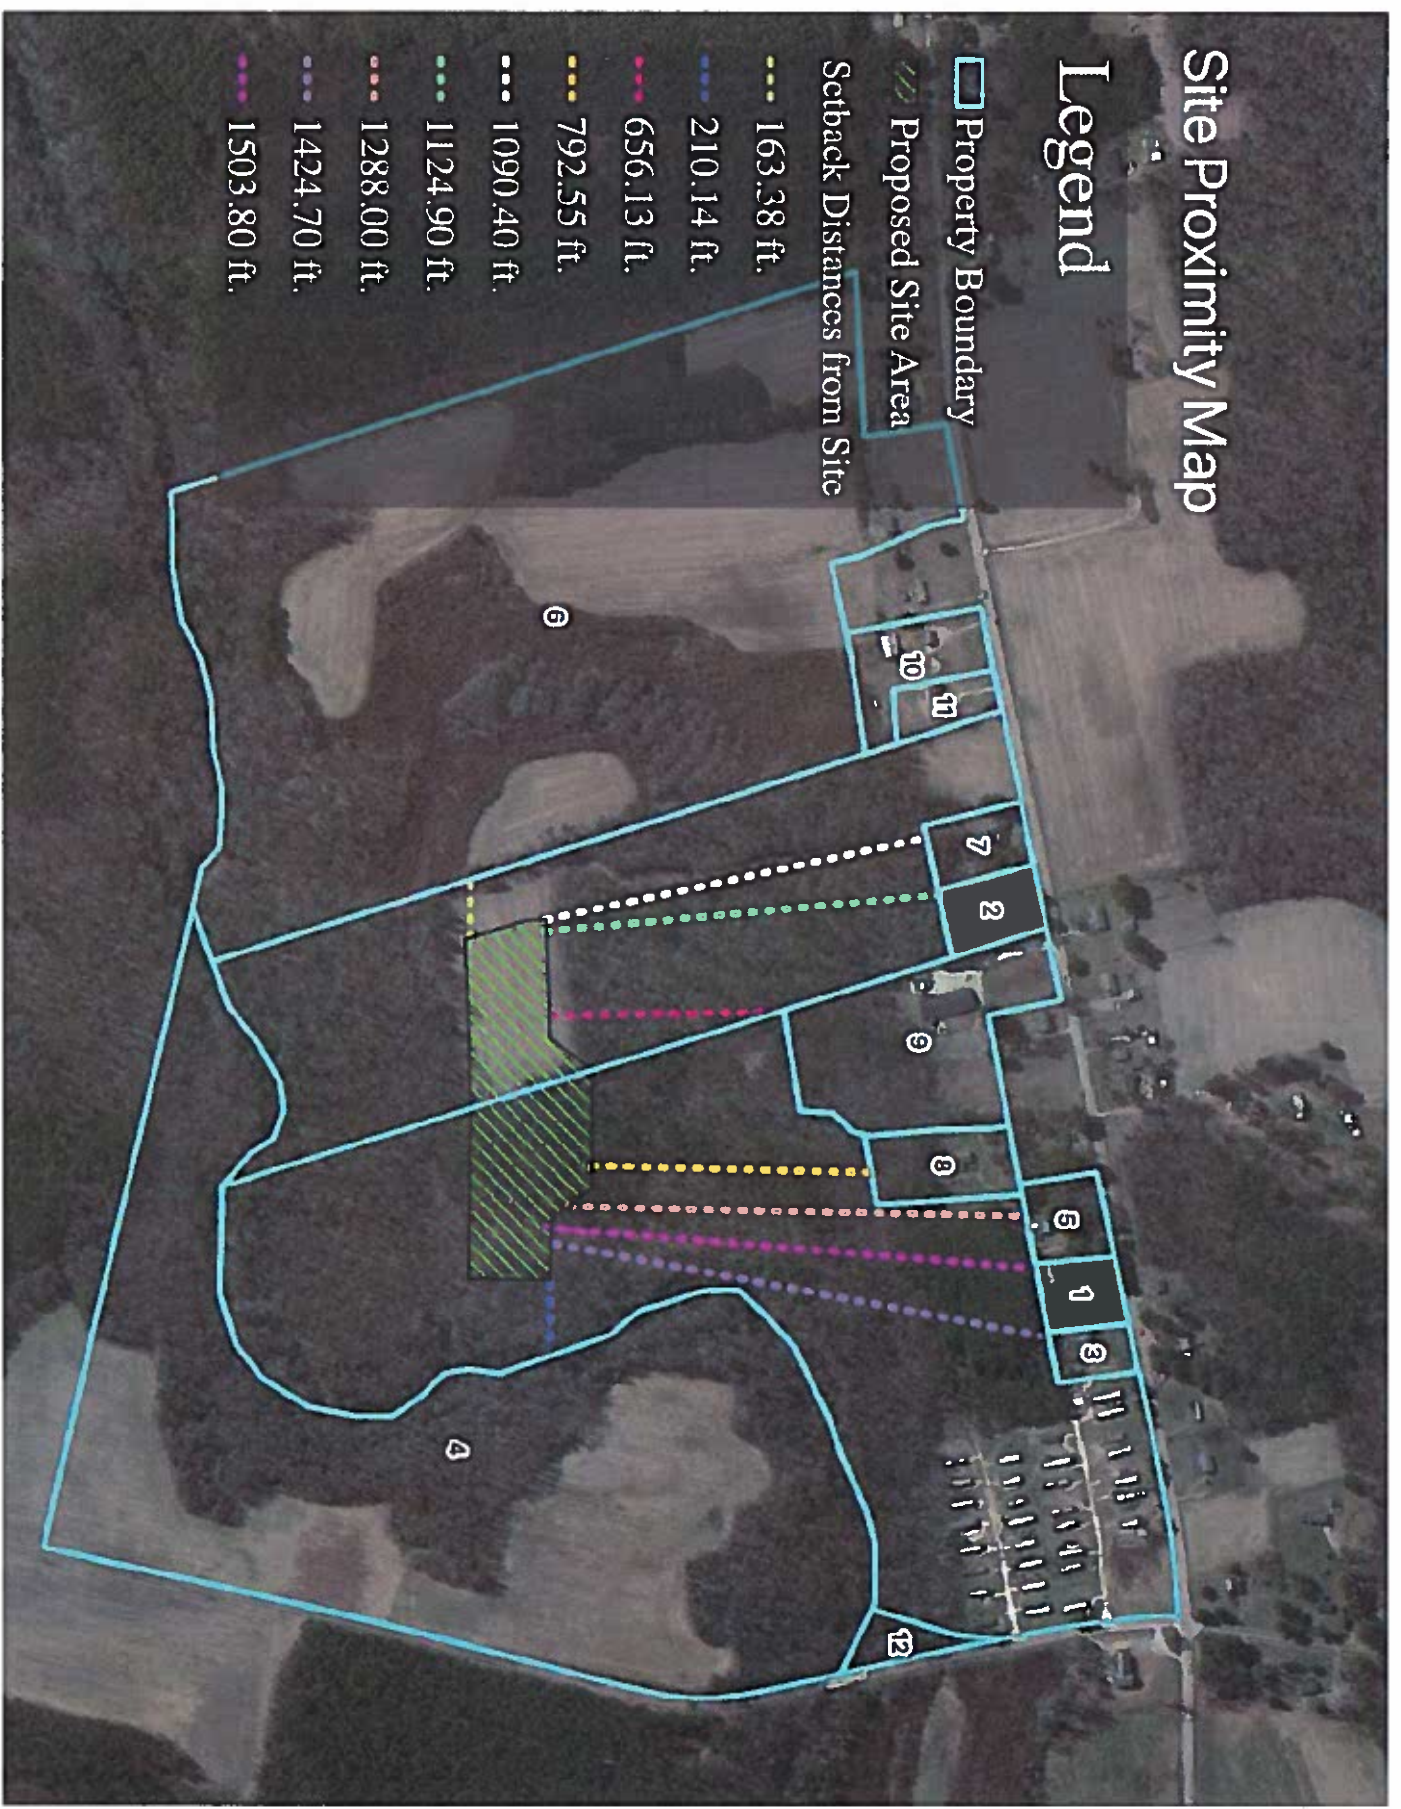 Site Proximity Map
Legend
Property Boundary
Proposed Site Area
Setback Distances from Site
163.38 ft.
210.14 ft.
656.13 ft.
792.55 ft.
1090.40 ft.
1124.90 ft.
1288.00 ft.
1424.70 ft.
1503.80 ft.
10
11
7
2
9
8
5
1
3
6
4
12